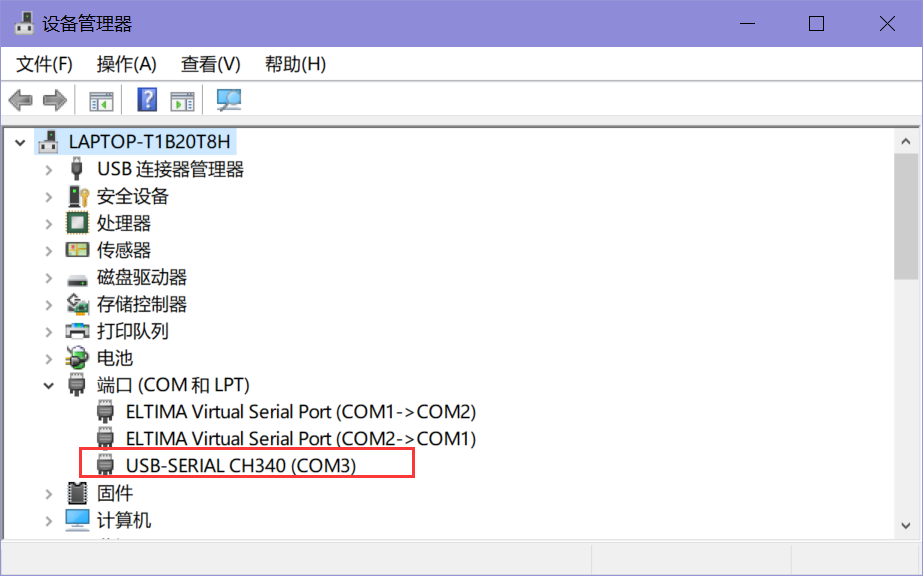 设备管理器
文件(F) 操作(A) 查看(V) 帮助(H)
LAPTOP-T1B20T8H
USB 连接器管理器
安全设备
处理器
传感器
磁盘驱动器
存储控制器
打印队列
电池
端口 (COM 和 LPT)
ELTIMA Virtual Serial Port (COM1->COM2)
ELTIMA Virtual Serial Port (COM2->COM1)
USB-SERIAL CH340 (COM3)
固件
计算机